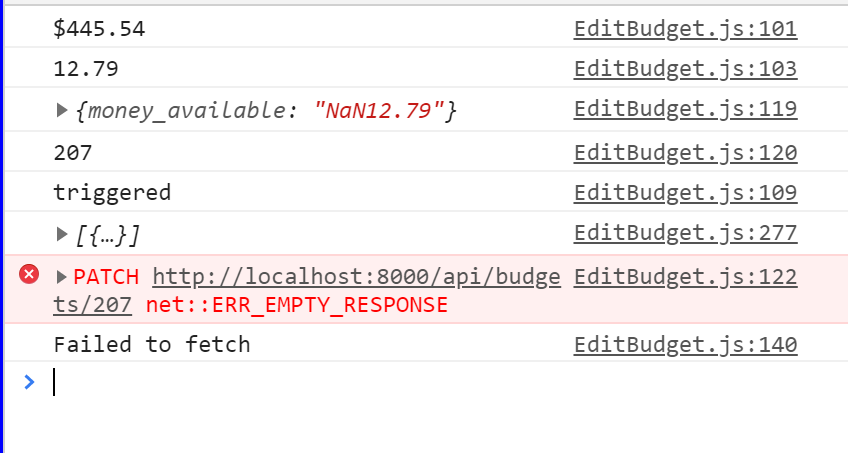 $445.54 EditBudget.js:101
12.79 EditBudget.js:103
{money_available: "NaN12.79"} EditBudget.js:119
207 EditBudget.js:120
triggered EditBudget.js:109
[{…}] EditBudget.js:277
PATCH http://localhost:8000/api/budge EditBudget.js:122
ts/207 net::ERR_EMPTY_RESPONSE
Failed to fetch EditBudget.js:140